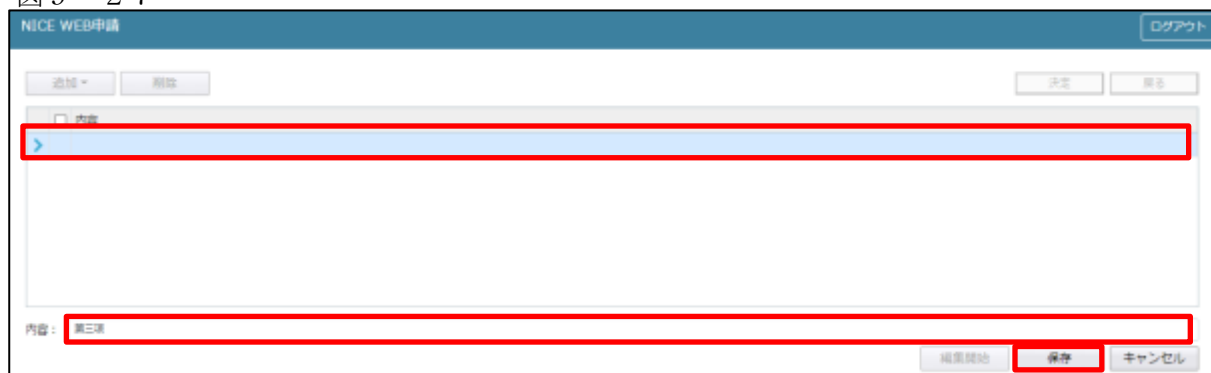 NICE WEB申請
ログアウト
追加 削除
決定 戻る
内容
内容： 第三項
編集開始 保存 キャンセル